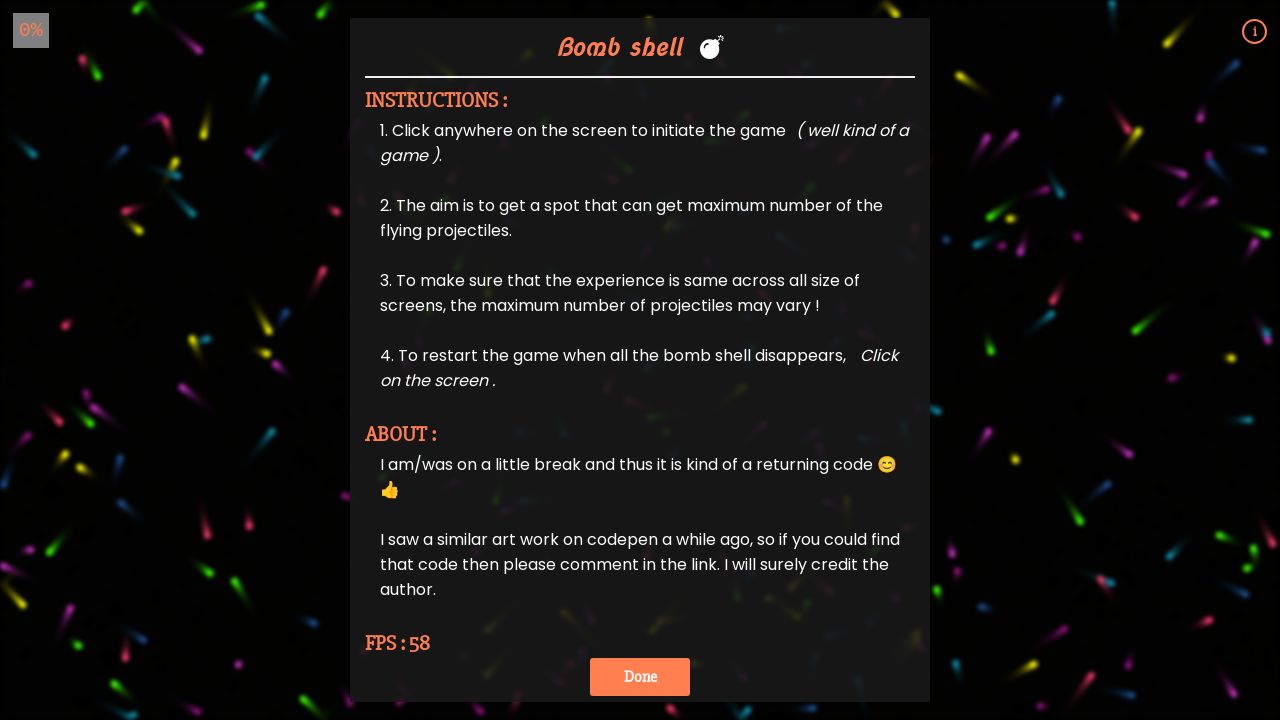 0%
i
Bomb shell 💣
INSTRUCTIONS :
1. Click anywhere on the screen to initiate the game ( well kind of a
game ).
2. The aim is to get a spot that can get maximum number of the
flying projectiles.
3. To make sure that the experience is same across all size of
screens, the maximum number of projectiles may vary !
4. To restart the game when all the bomb shell disappears, Click
on the screen .
ABOUT :
I am/was on a little break and thus it is kind of a returning code 😊
👍
I saw a similar art work on codepen a while ago, so if you could find
that code then please comment in the link. I will surely credit the
author.
FPS : 58
Done